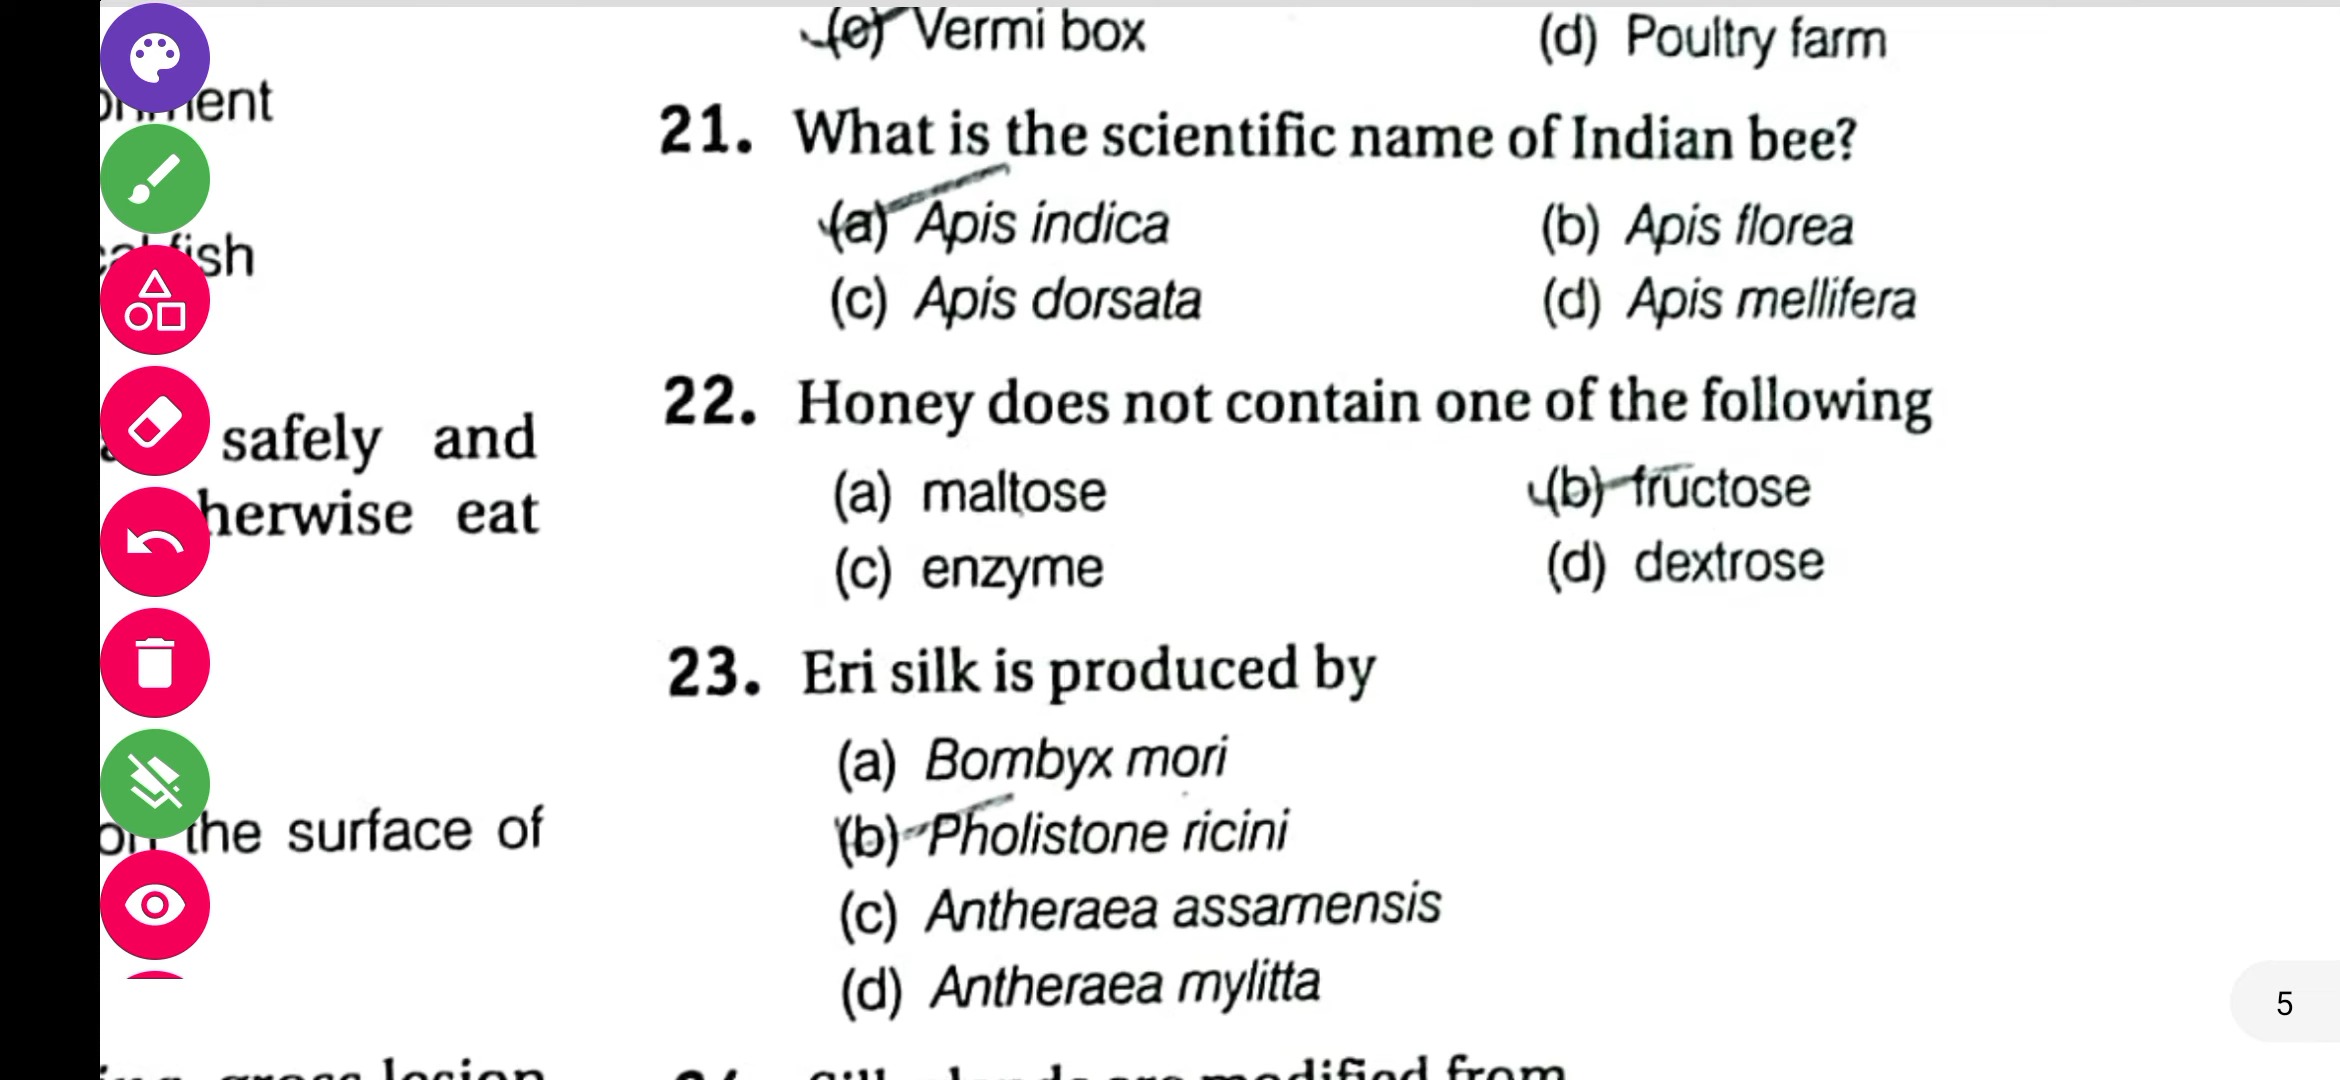 ent
fish
safely and
herwise eat
the surface of
(c) Vermi box (d) Poultry farm
21. What is the scientific name of Indian bee?
(a) Apis indica (b) Apis florea
(c) Apis dorsata (d) Apis mellifera
22. Honey does not contain one of the following
(a) maltose (b) fructose
(c) enzyme (d) dextrose
23. Eri silk is produced by
(a) Bombyx mori
(b) Pholistone ricini
(c) Antheraea assamensis
(d) Antheraea mylitta
5